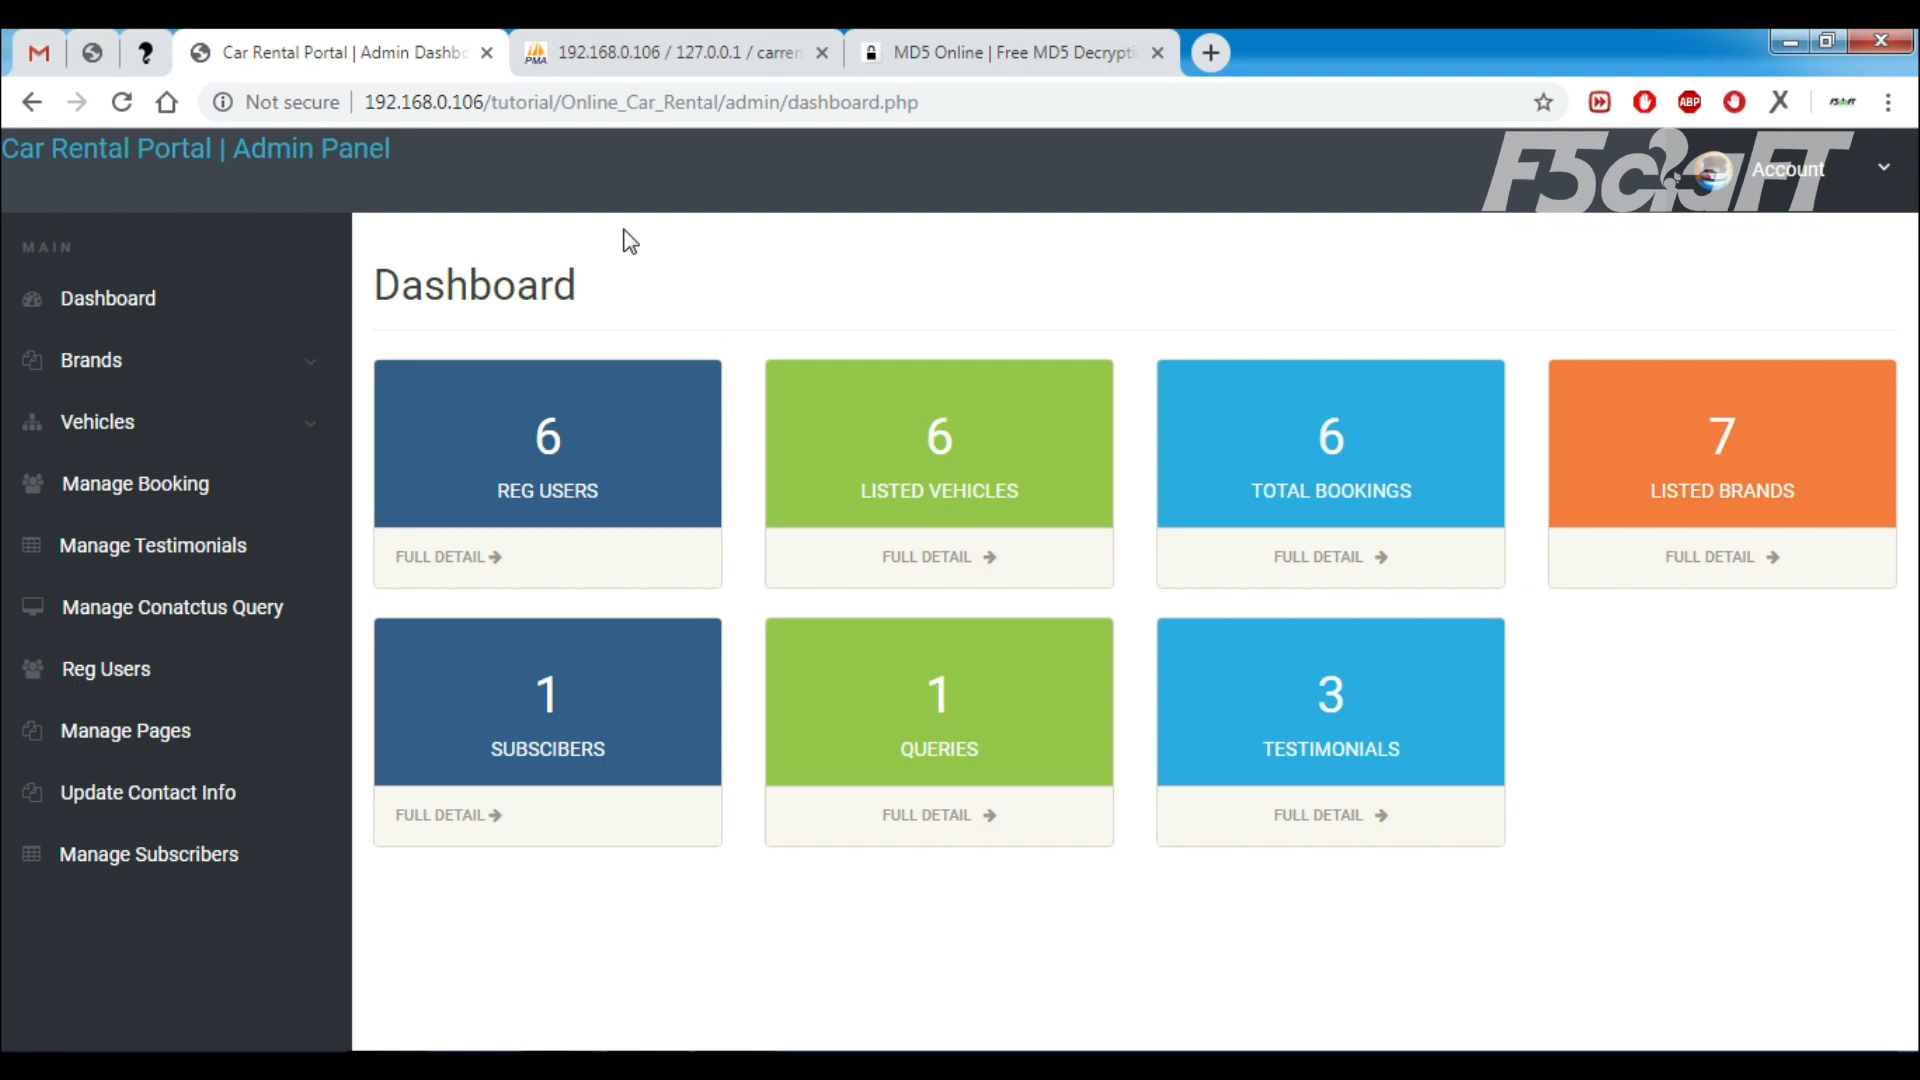 Car Rental Portal | Admin Dashbo
192.168.0.106 / 127.0.0.1 / carren
MD5 Online | Free MD5 Decrypti
Not secure
192.168.0.106/tutorial/Online_Car_Rental/admin/dashboard.php
ABP
Car Rental Portal | Admin Panel
F5craFT
Account
MAIN
Dashboard
Brands
Vehicles
Manage Booking
Manage Testimonials
Manage Conatctus Query
Reg Users
Manage Pages
Update Contact Info
Manage Subscribers
Dashboard
6
REG USERS
FULL DETAIL
6
LISTED VEHICLES
FULL DETAIL
6
TOTAL BOOKINGS
FULL DETAIL
7
LISTED BRANDS
FULL DETAIL
1
SUBSCIBERS
FULL DETAIL
1
QUERIES
FULL DETAIL
3
TESTIMONIALS
FULL DETAIL